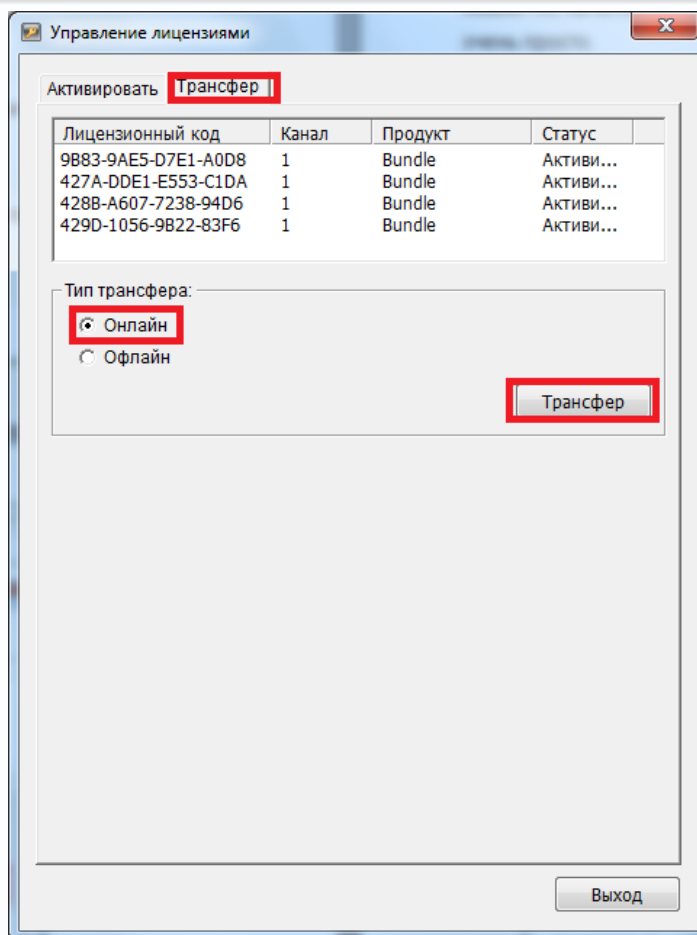 Управление лицензиями
Активировать Трансфер
Лицензионный код Канал Продукт Статус
9B83-9AE5-D7E1-A0D8 1 Bundle Активи...
427A-DDE1-E553-C1DA 1 Bundle Активи...
428B-A607-7238-94D6 1 Bundle Активи...
429D-1056-9B22-83F6 1 Bundle Активи...
Тип трансфера:
Онлайн
Офлайн
Трансфер
Выход